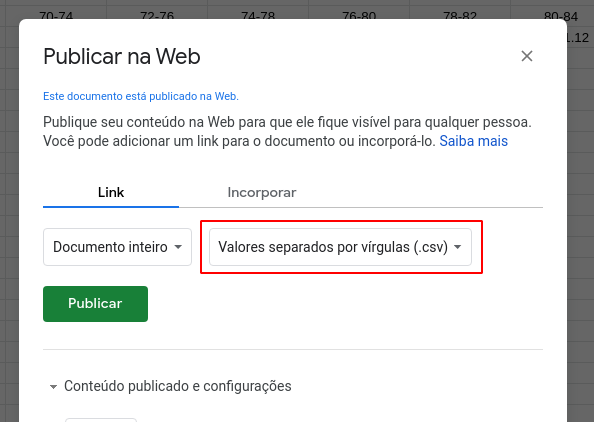 70-74 72-76 74-78 76-80 78-82 80-84
1.12
Publicar na Web
Este documento está publicado na Web.
Publique seu conteúdo na Web para que ele fique visível para qualquer pessoa.
Você pode adicionar um link para o documento ou incorporá-lo. Saiba mais
Link Incorporar
Documento inteiro Valores separados por vírgulas (.csv)
Publicar
Conteúdo publicado e configurações